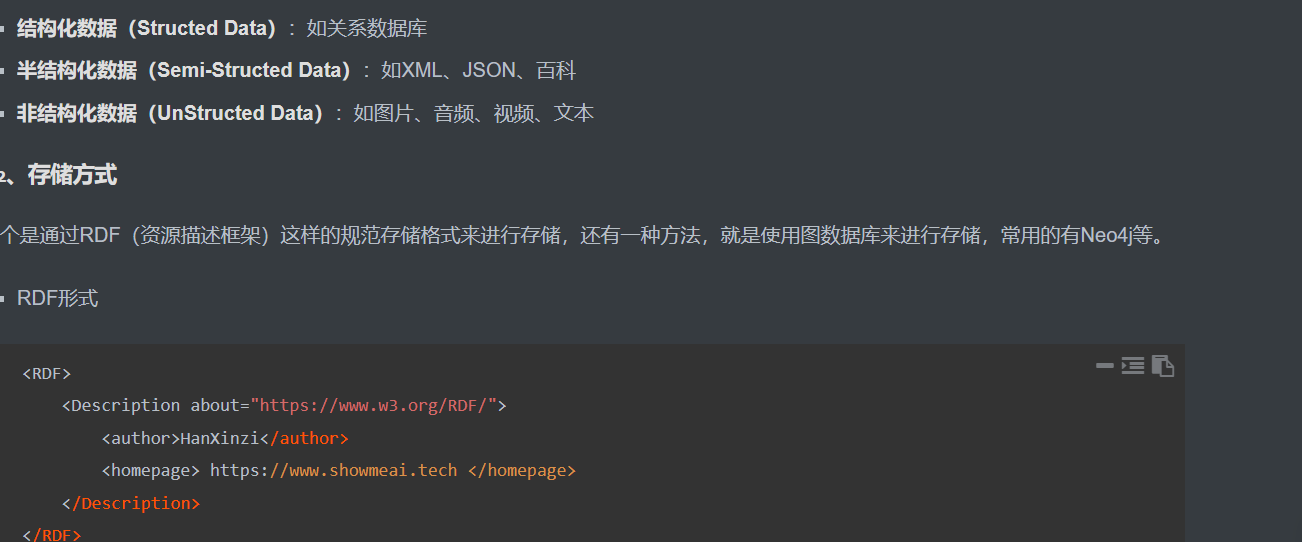 结构化数据（Structed Data）：如关系数据库
半结构化数据（Semi-Structed Data）：如XML、JSON、百科
非结构化数据（UnStructed Data）：如图片、音频、视频、文本
2、存储方式
个是通过RDF（资源描述框架）这样的规范存储格式来进行存储，还有一种方法，就是使用图数据库来进行存储，常用的有Neo4j等。
RDF形式
<RDF>
    <Description about="https://www.w3.org/RDF/">
        <author>HanXinzi</author>
        <homepage> https://www.showmeai.tech </homepage>
    </Description>
</RDF>